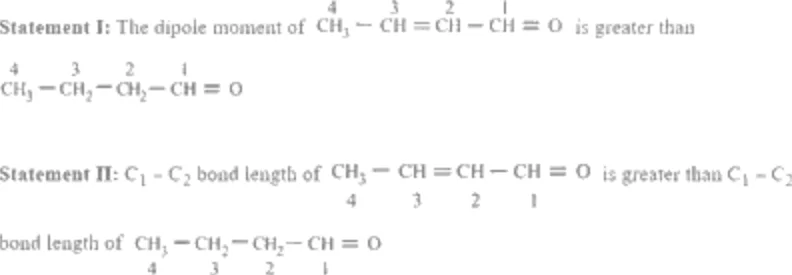 4 3 2 1
Statement I: The dipole moment of CH₃ − CH = CH − CH = O is greater than
4 3 2 1
CH₃ − CH₂ − CH₂ − CH = O
Statement II: C₁ - C₂ bond length of CH₃ − CH = CH − CH = O is greater than C₁ - C₂
4 3 2 1
bond length of CH₃ − CH₂ − CH₂ − CH = O
4 3 2 1